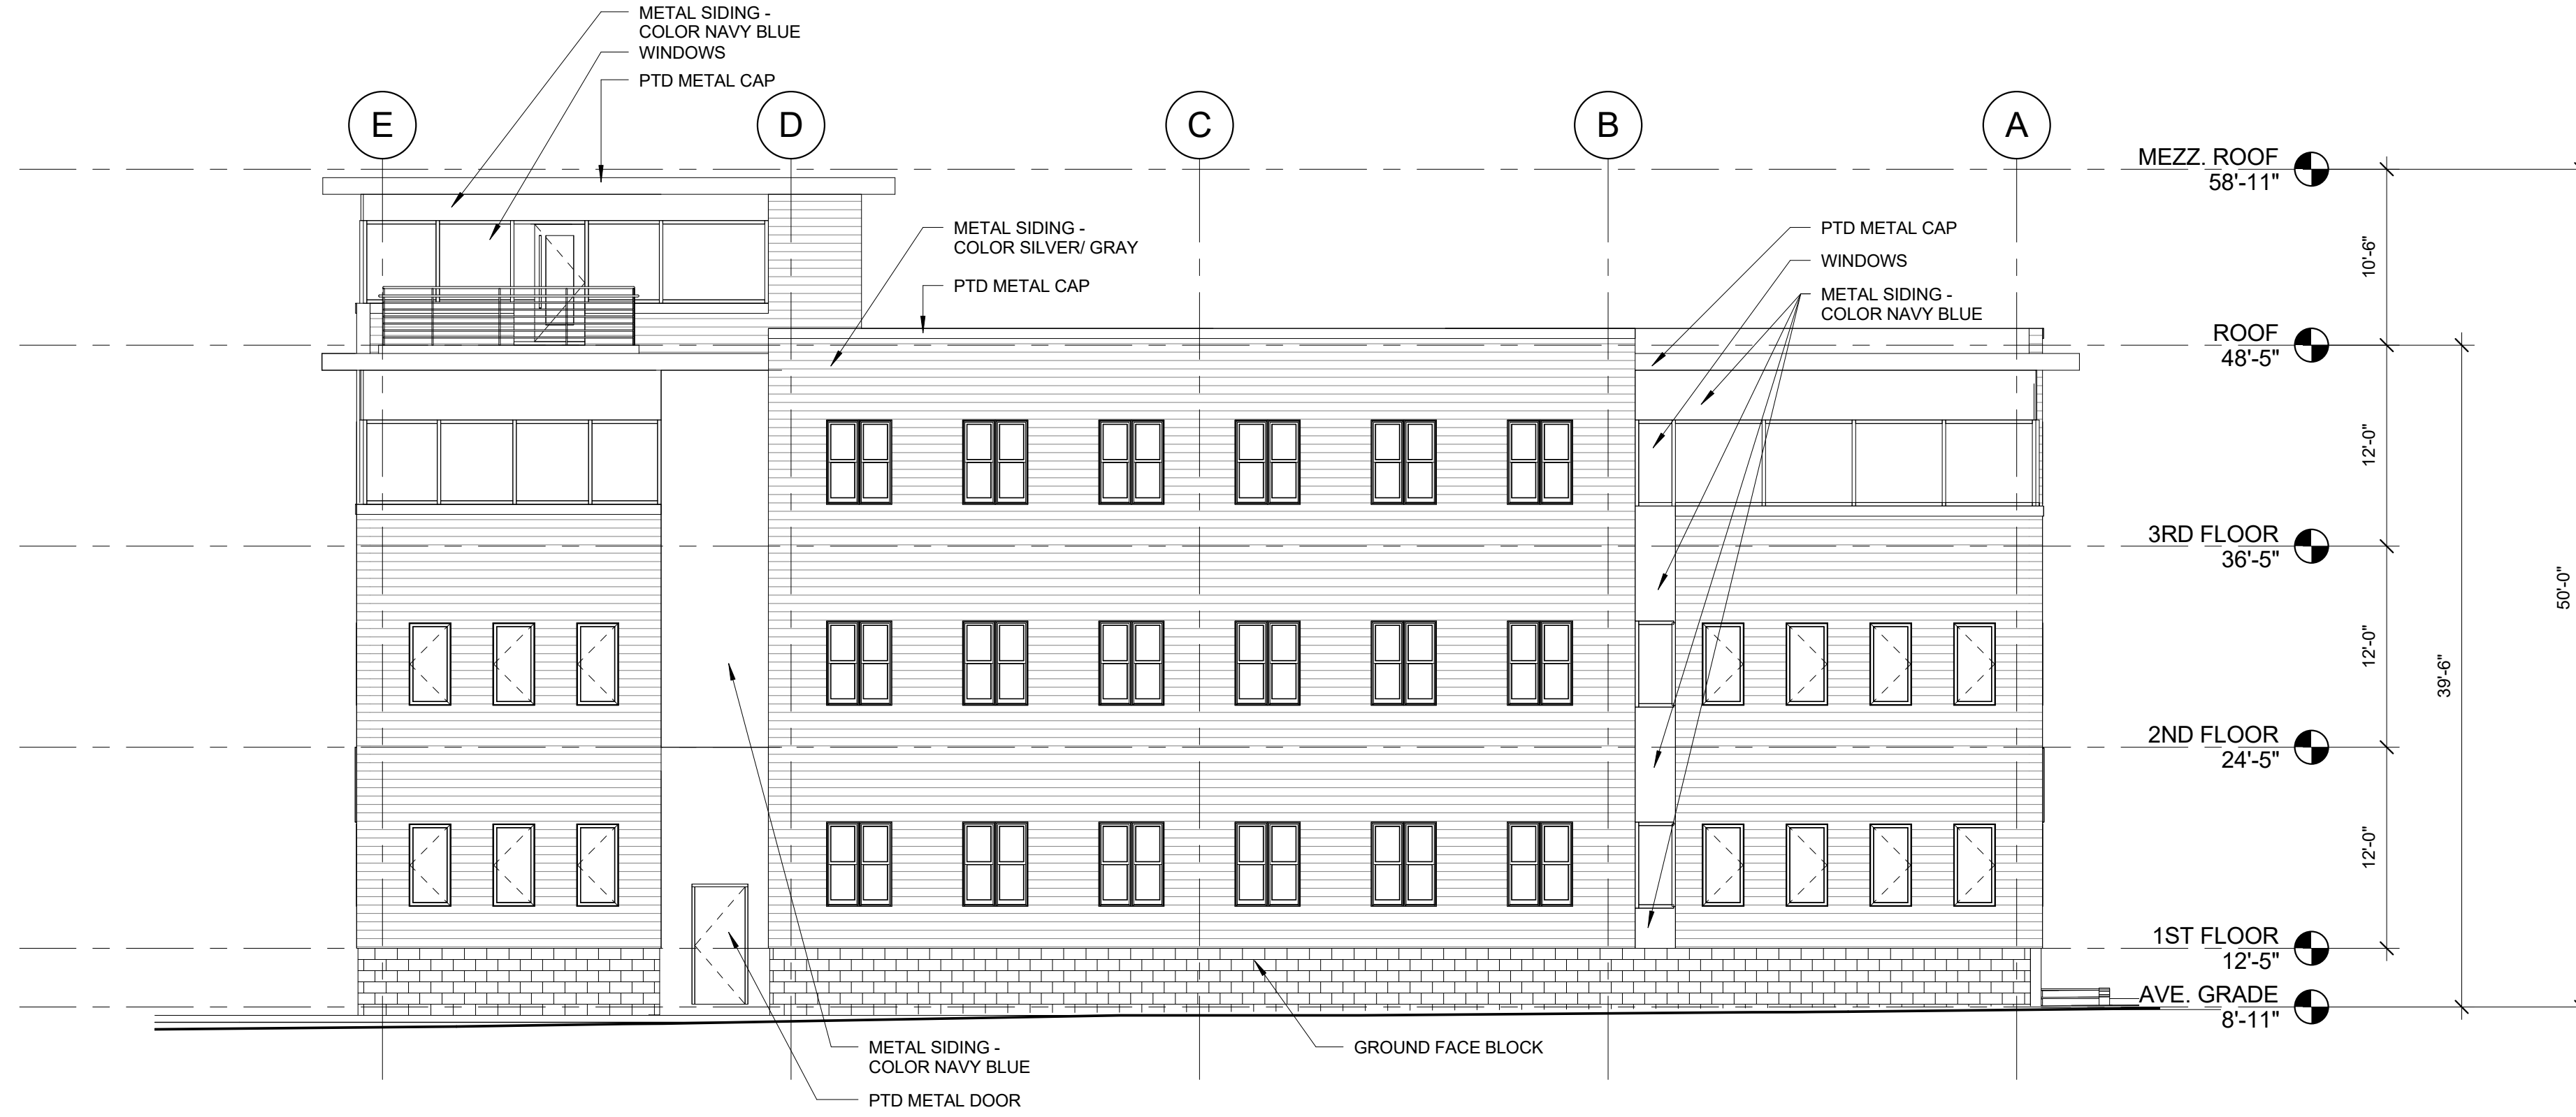 METAL SIDING -
COLOR NAVY BLUE
WINDOWS
PTD METAL CAP
E
D
C
B
A
MEZZ. ROOF
58'-11"
METAL SIDING -
COLOR SILVER/ GRAY
PTD METAL CAP
PTD METAL CAP
WINDOWS
METAL SIDING -
COLOR NAVY BLUE
10'-6"
ROOF
48'-5"
12'-0"
3RD FLOOR
36'-5"
50'-0"
12'-0"
39'-6"
2ND FLOOR
24'-5"
12'-0"
1ST FLOOR
12'-5"
AVE. GRADE
8'-11"
METAL SIDING -
COLOR NAVY BLUE
GROUND FACE BLOCK
PTD METAL DOOR